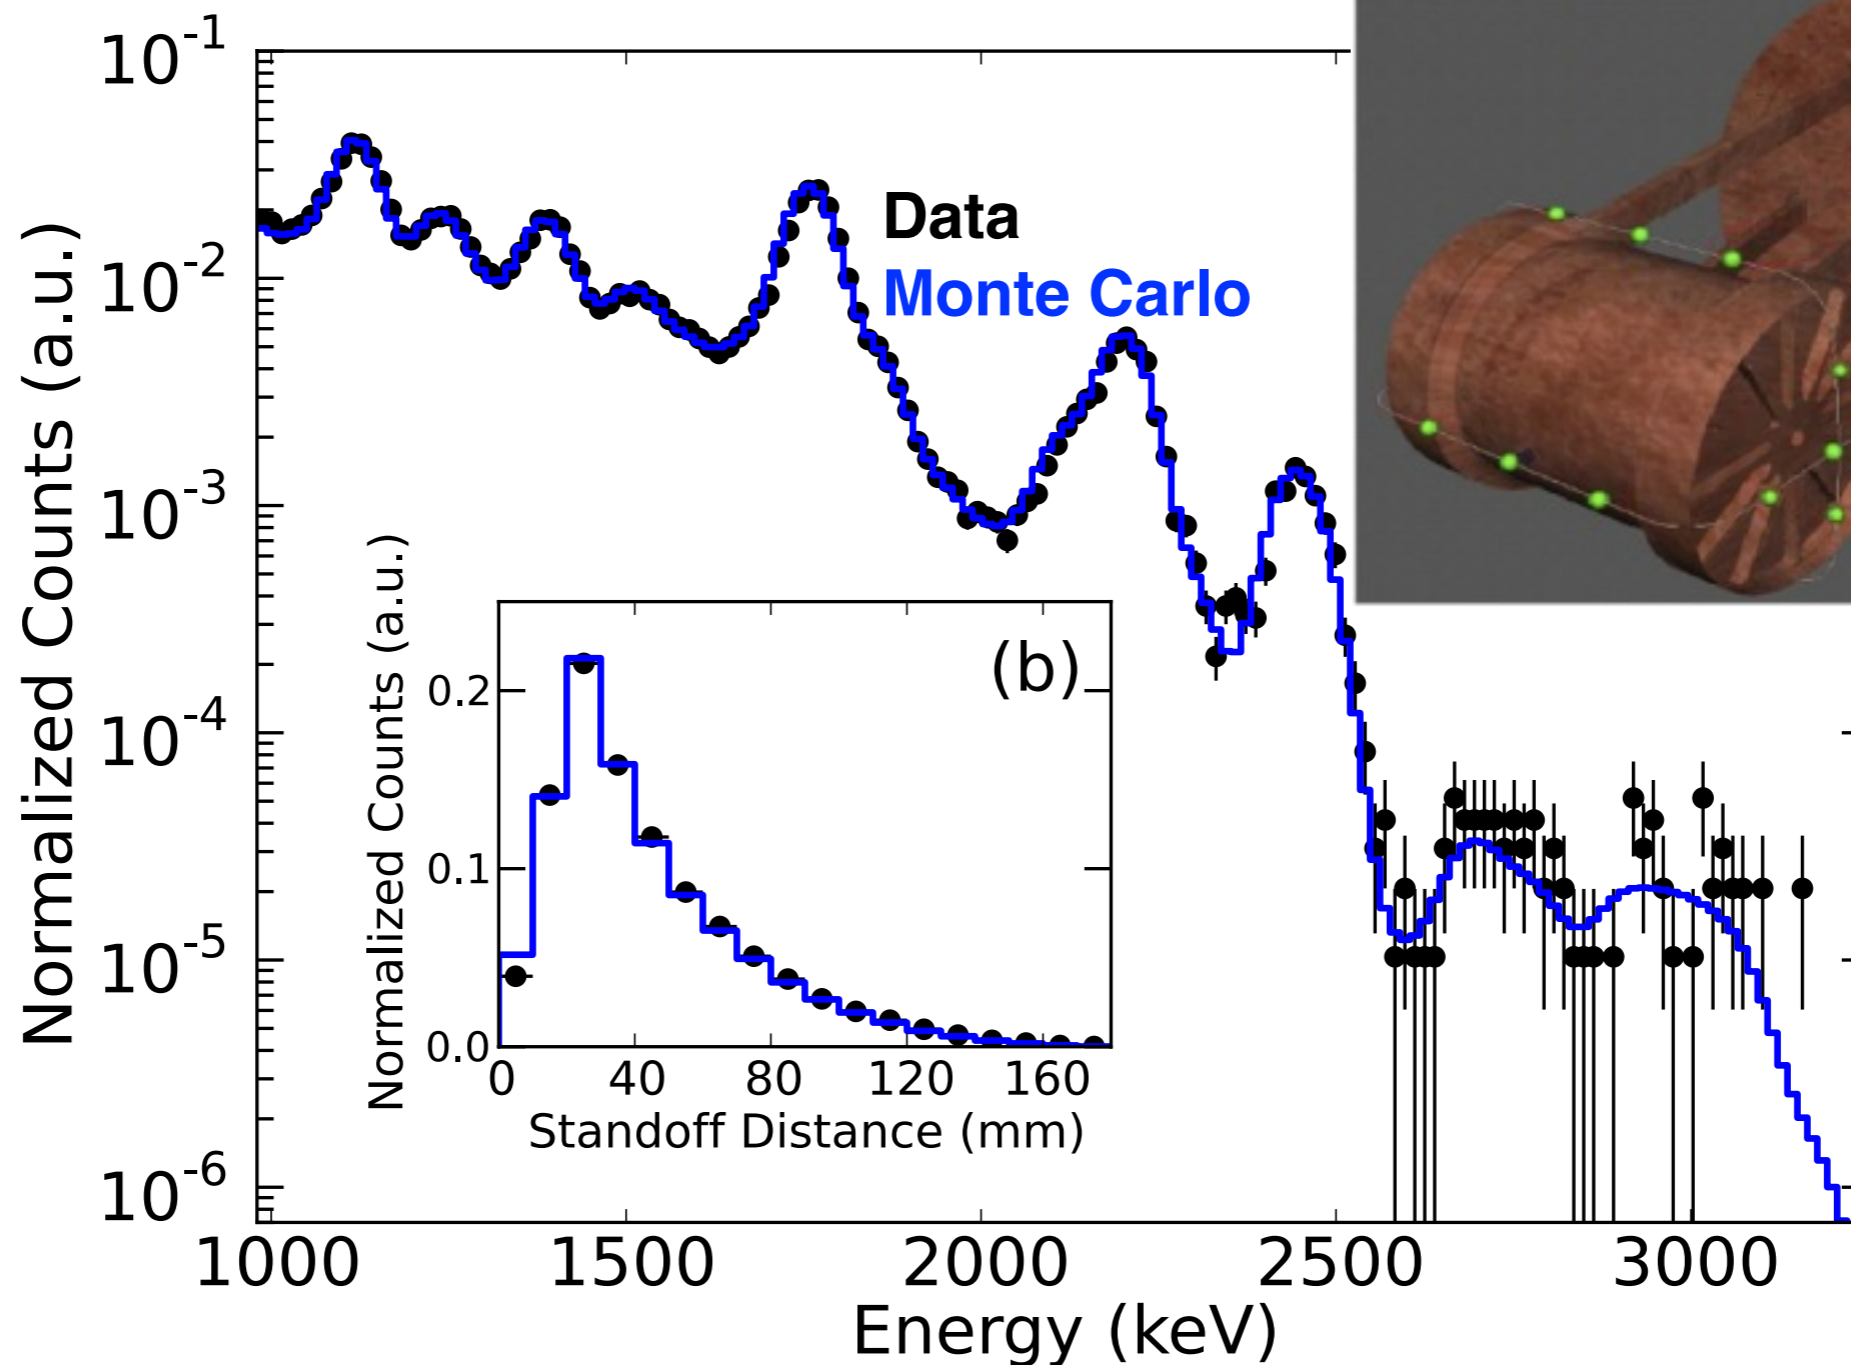 10⁻¹
10⁻²
10⁻³
10⁻⁴
10⁻⁵
10⁻⁶
Normalized Counts (a.u.)
Data
Monte Carlo
(b)
0.2
0.1
0.0
Normalized Counts (a.u.)
0 40 80 120 160
Standoff Distance (mm)
1000 1500 2000 2500 3000
Energy (keV)